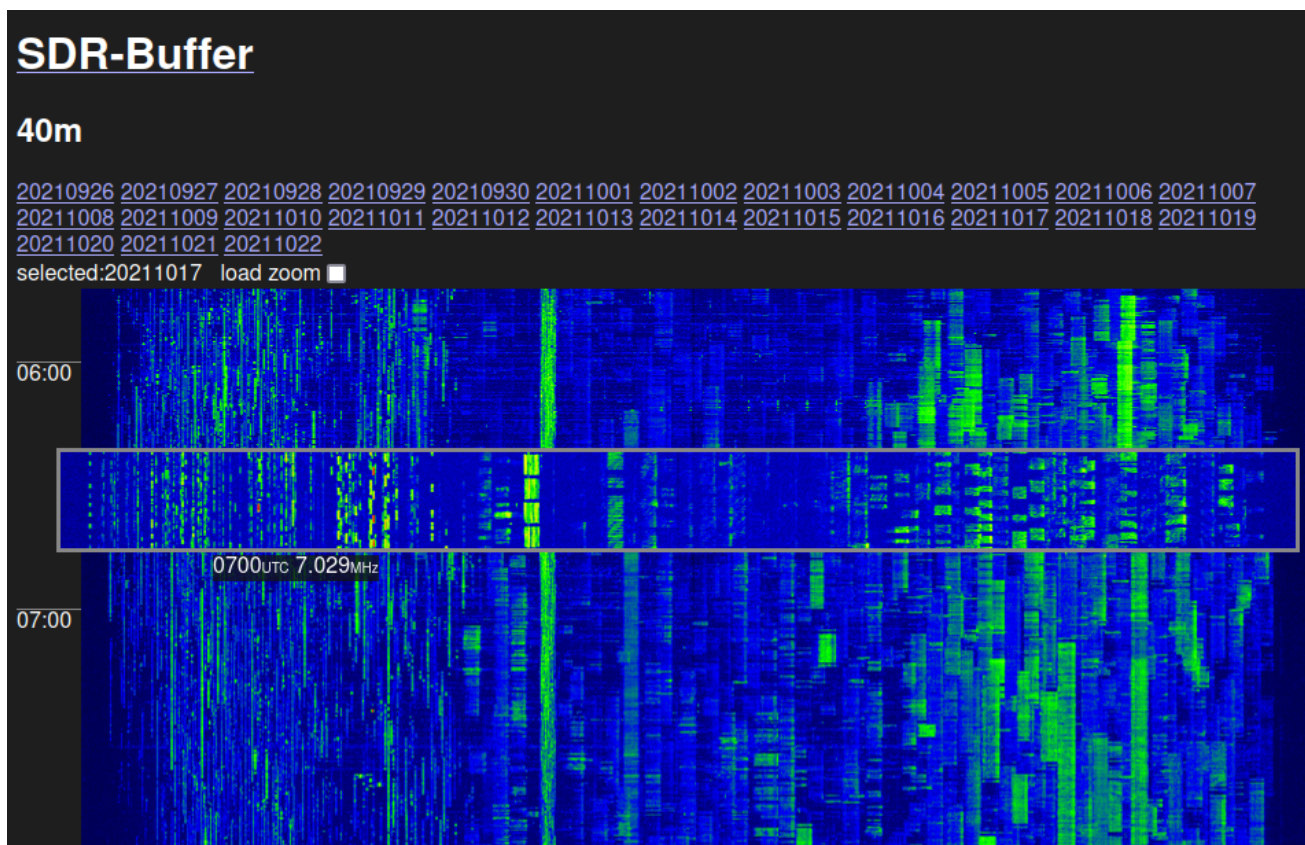 SDR-Buffer
40m
20210926 20210927 20210928 20210929 20210930 20211001 20211002 20211003 20211004 20211005 20211006 20211007
20211008 20211009 20211010 20211011 20211012 20211013 20211014 20211015 20211016 20211017 20211018 20211019
20211020 20211021 20211022
selected:20211017 load zoom
06:00
0700UTC 7.029MHz
07:00